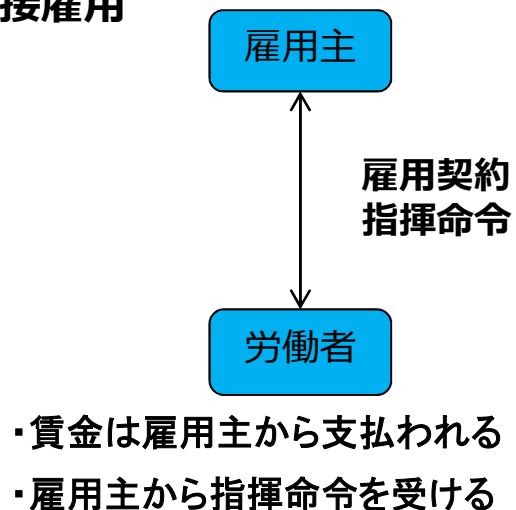 接雇用
雇用主
雇用契約
指揮命令
労働者
・賃金は雇用主から支払われる
・雇用主から指揮命令を受ける